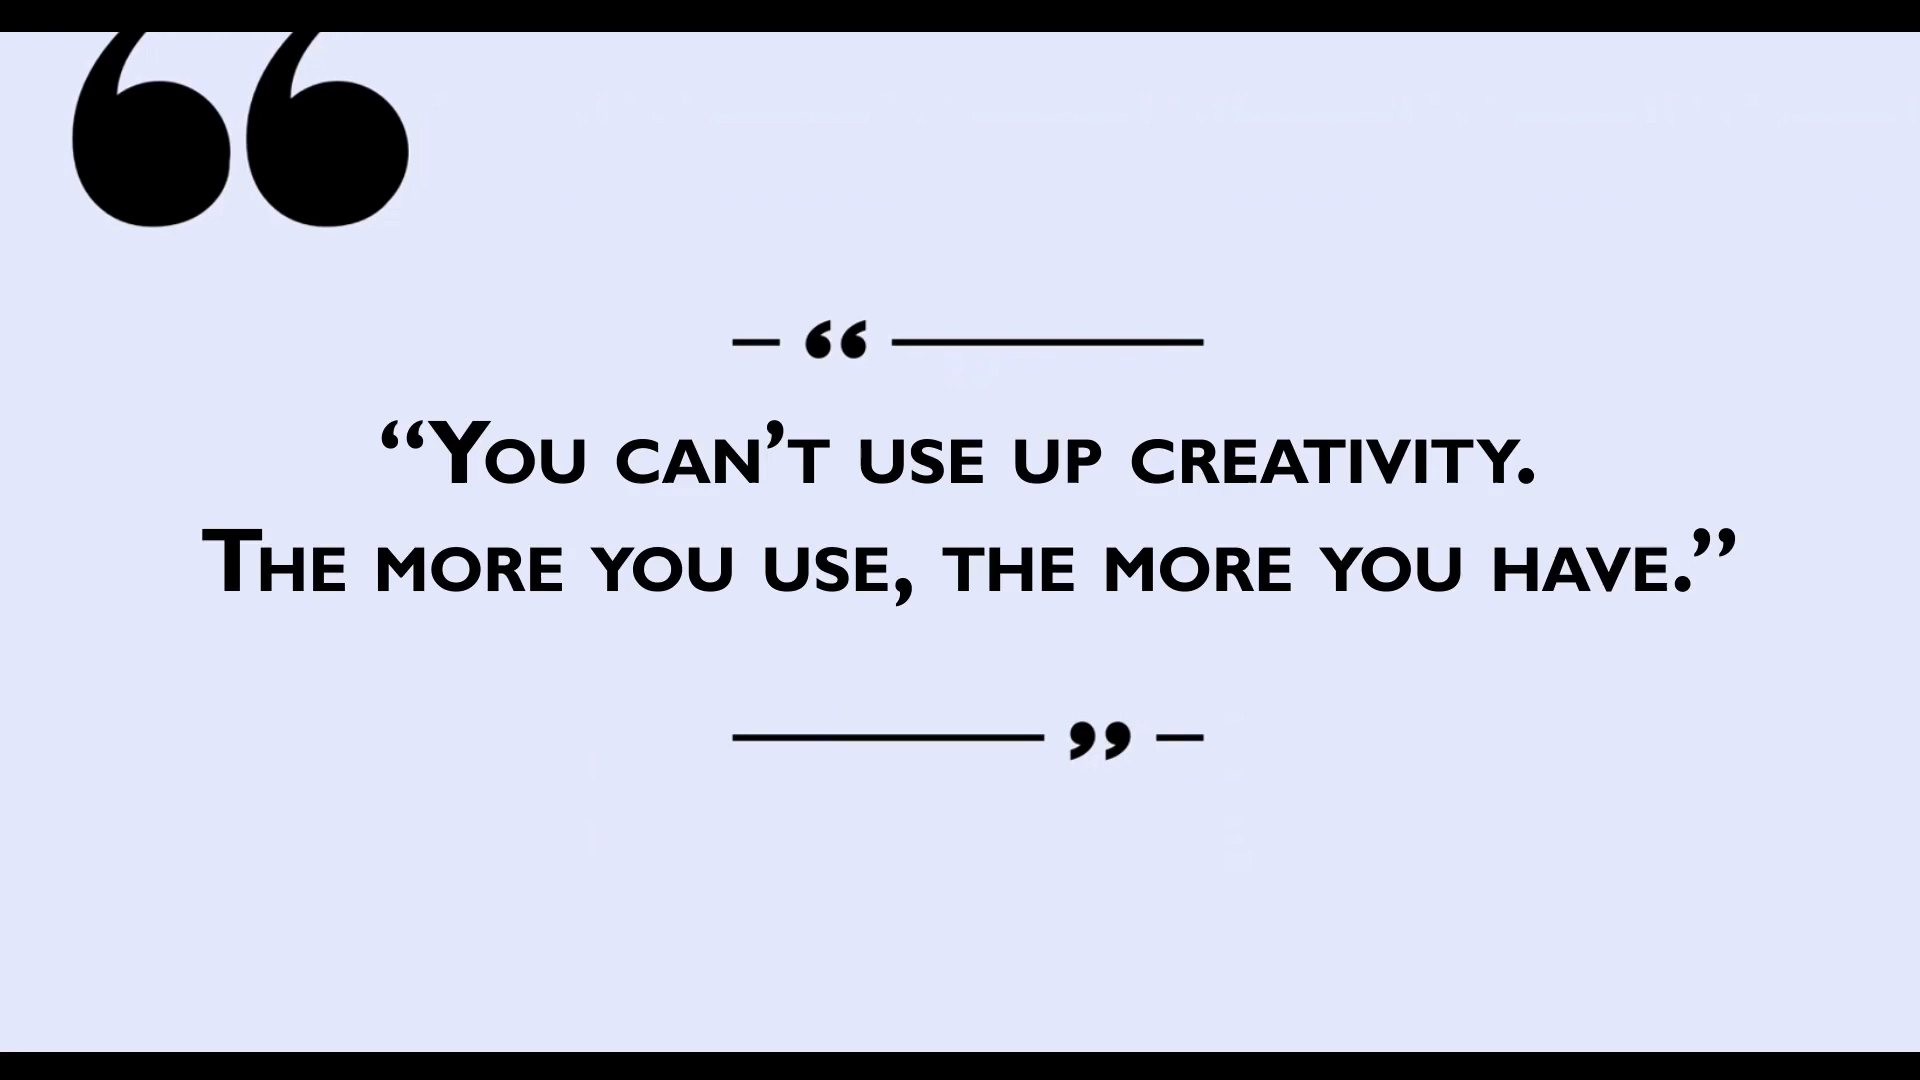 “You can’t use up creativity.
The more you use, the more you have.”